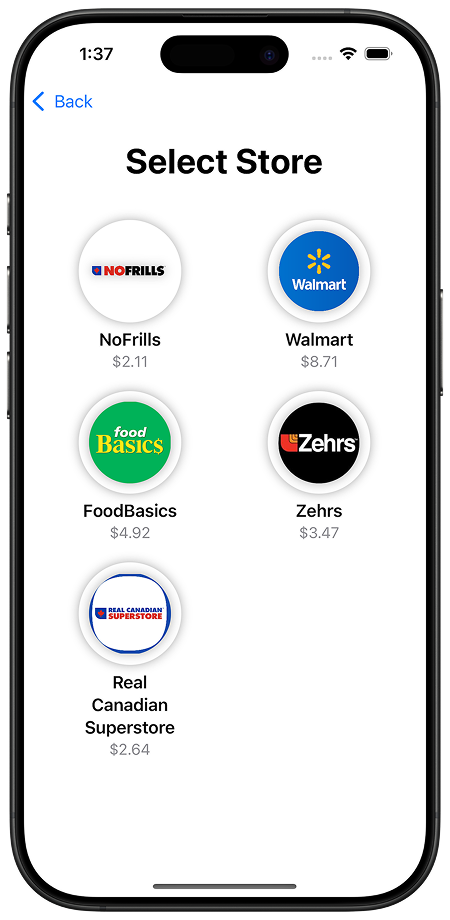 1:37
Back
Select Store
NOFRILLS
Walmart
NoFrills
Walmart
$2.11
$8.71
food
Basics
Zehrs
FoodBasics
Zehrs
$4.92
$3.47
REAL CANADIAN
SUPERSTORE
Real
Canadian
Superstore
$2.64